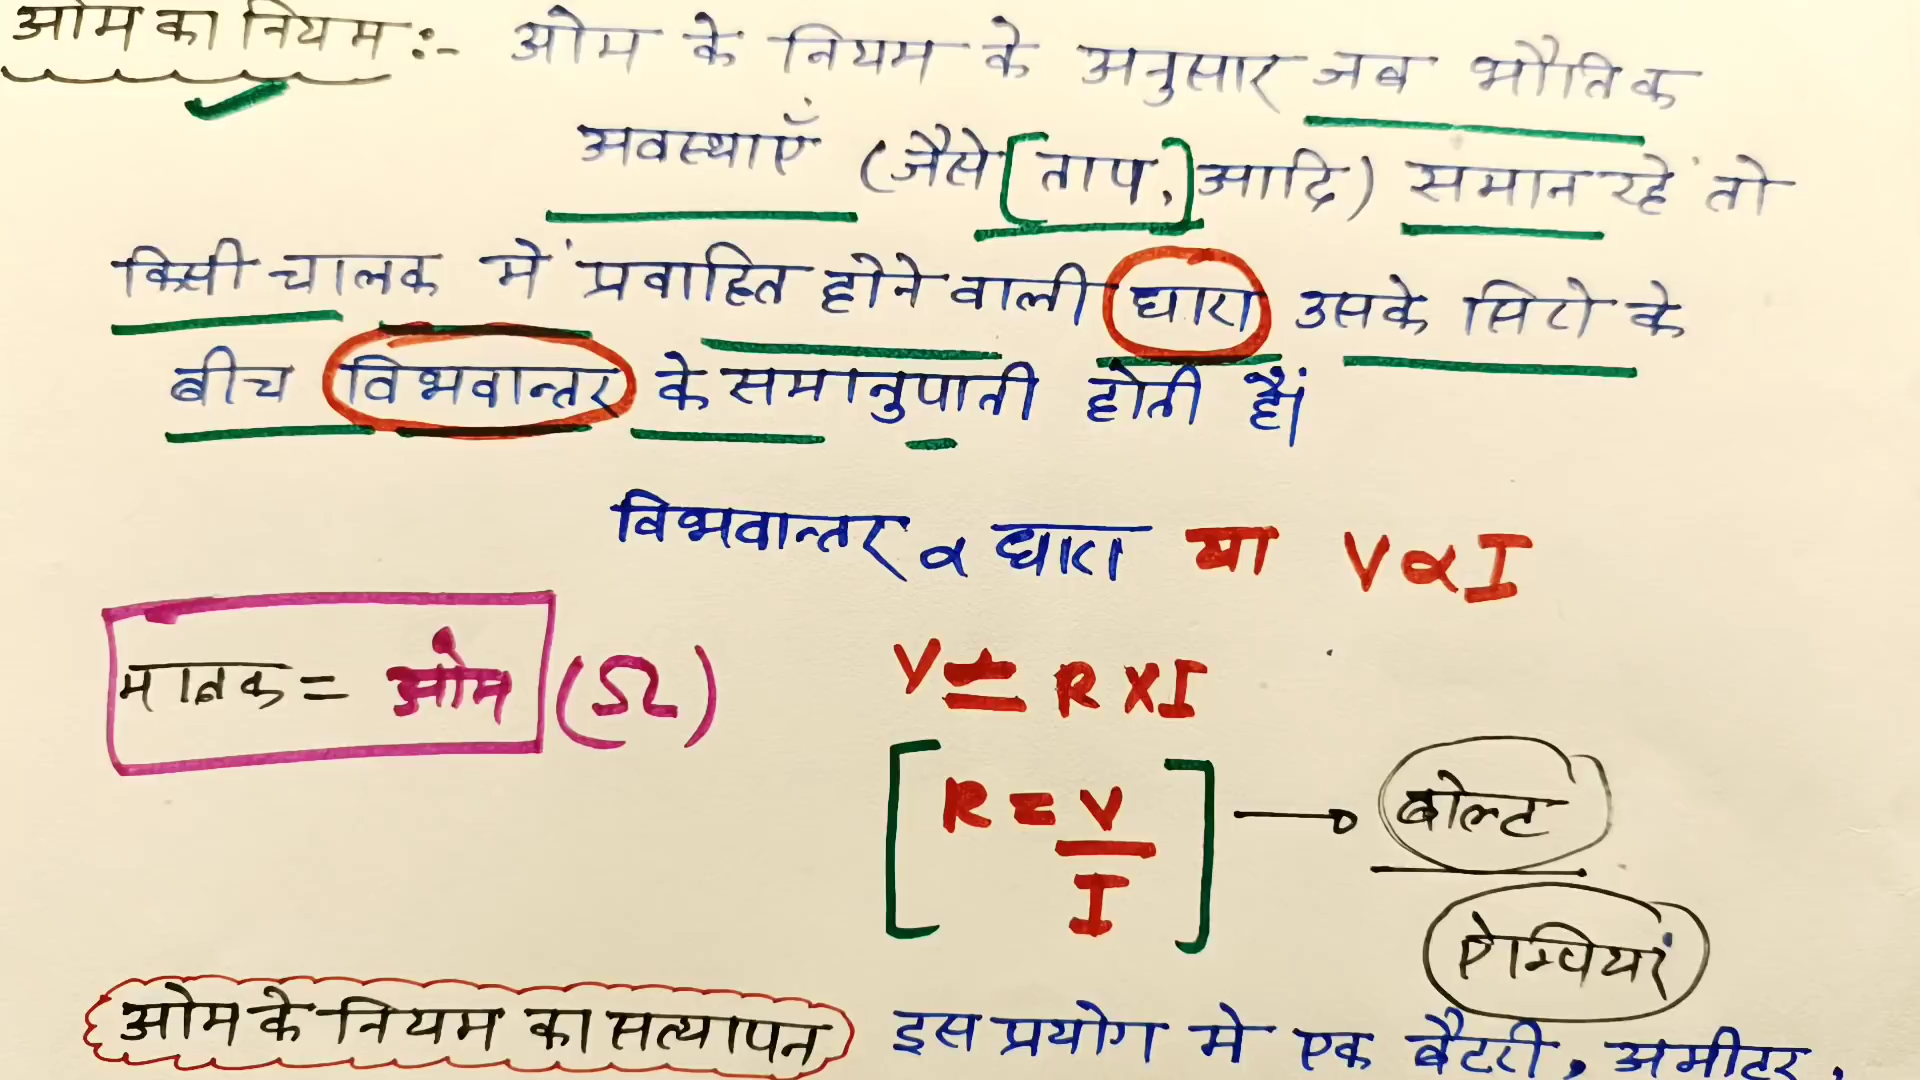 ओम का नियम :- ओम के नियम के अनुसार जब भौतिक
अवस्थाएँ (जैसे [ताप,] आदि) समान रहें तो
किसी चालक में प्रवाहित होने वाली धारा उसके सिरो के
बीच विभवान्तर के समानुपाती होती हैं।
विभवान्तर ∝ धारा या V∝I
मात्रक = ओम (Ω)
V = R X I
[R = V/I] → वोल्ट
ऐम्पियर
ओम के नियम का सत्यापन इस प्रयोग मे एक बैटरी, अमीटर,